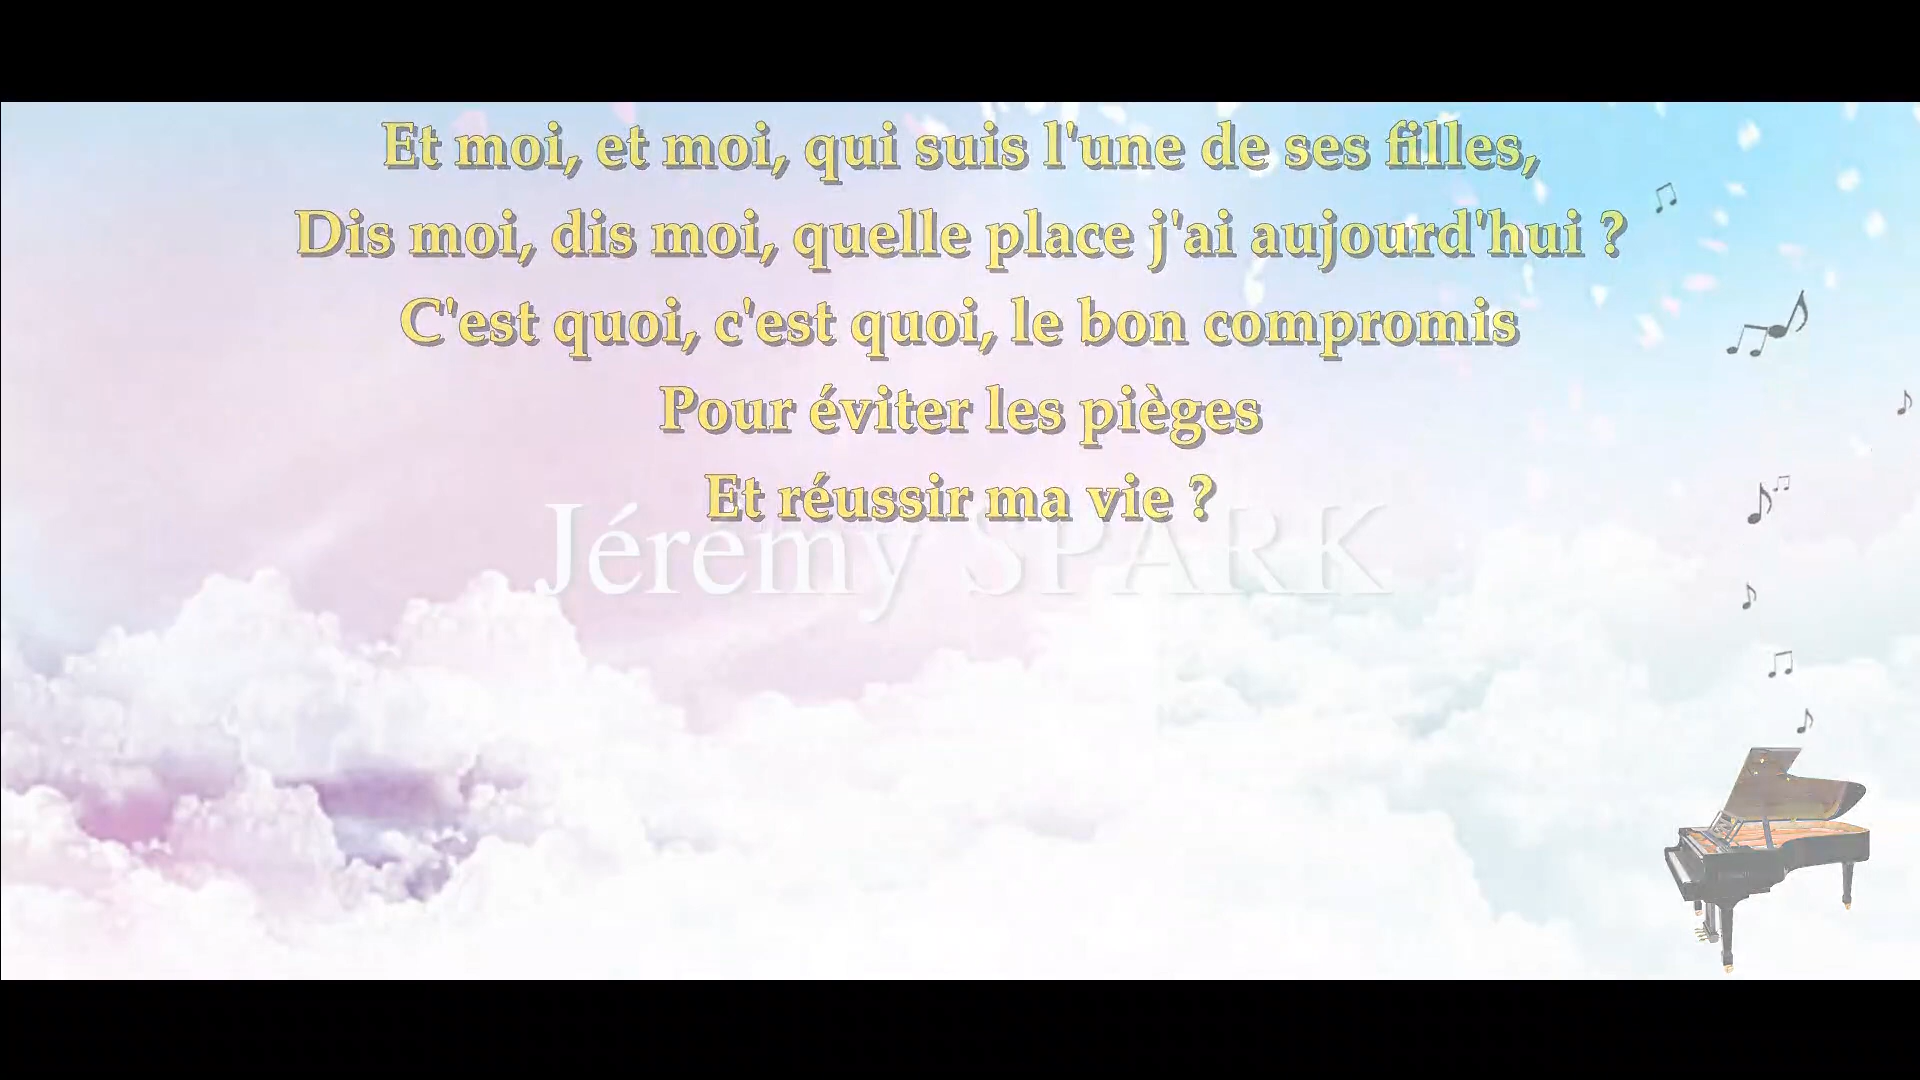 Et moi, et moi, qui suis l'une de ses filles,
Dis moi, dis moi, quelle place j'ai aujourd'hui ?
C'est quoi, c'est quoi, le bon compromis
Pour éviter les pièges
Et réussir ma vie ?
Jérémy SPARK